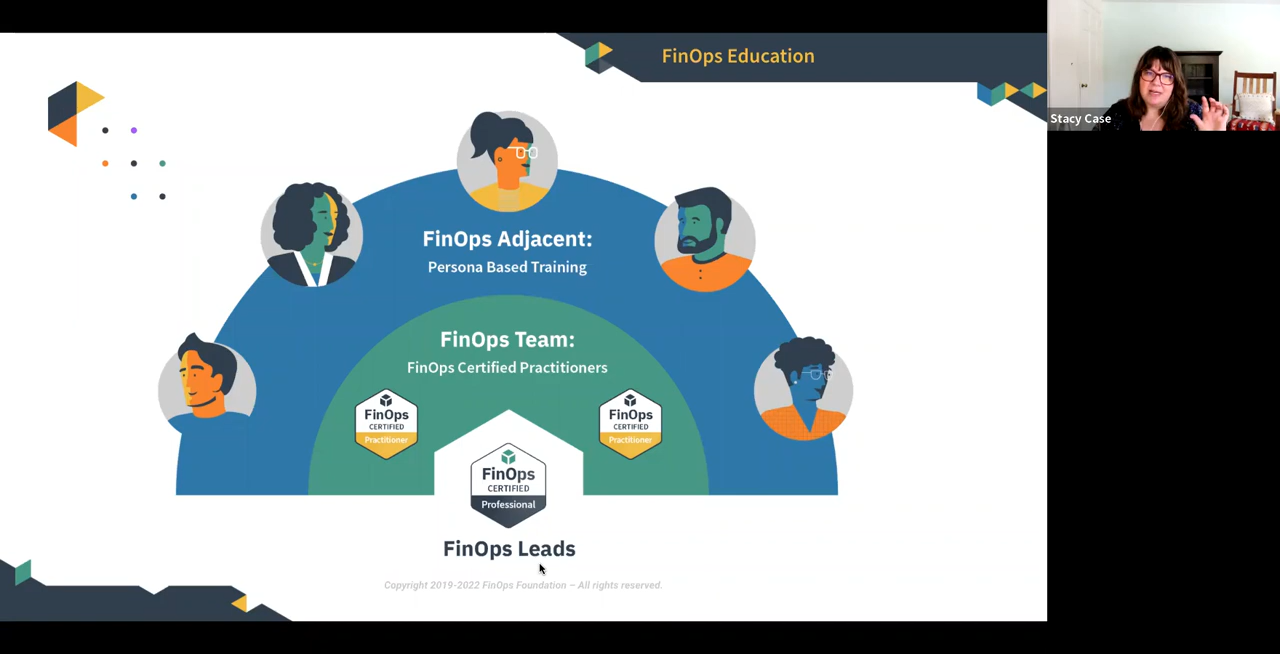 FinOps Education
Stacy Case
FinOps Adjacent:
Persona Based Training
FinOps Team:
FinOps Certified Practitioners
FinOps
CERTIFIED
Practitioner
FinOps
CERTIFIED
Practitioner
FinOps
CERTIFIED
Professional
FinOps Leads
Copyright 2019-2022 FinOps Foundation – All rights reserved.